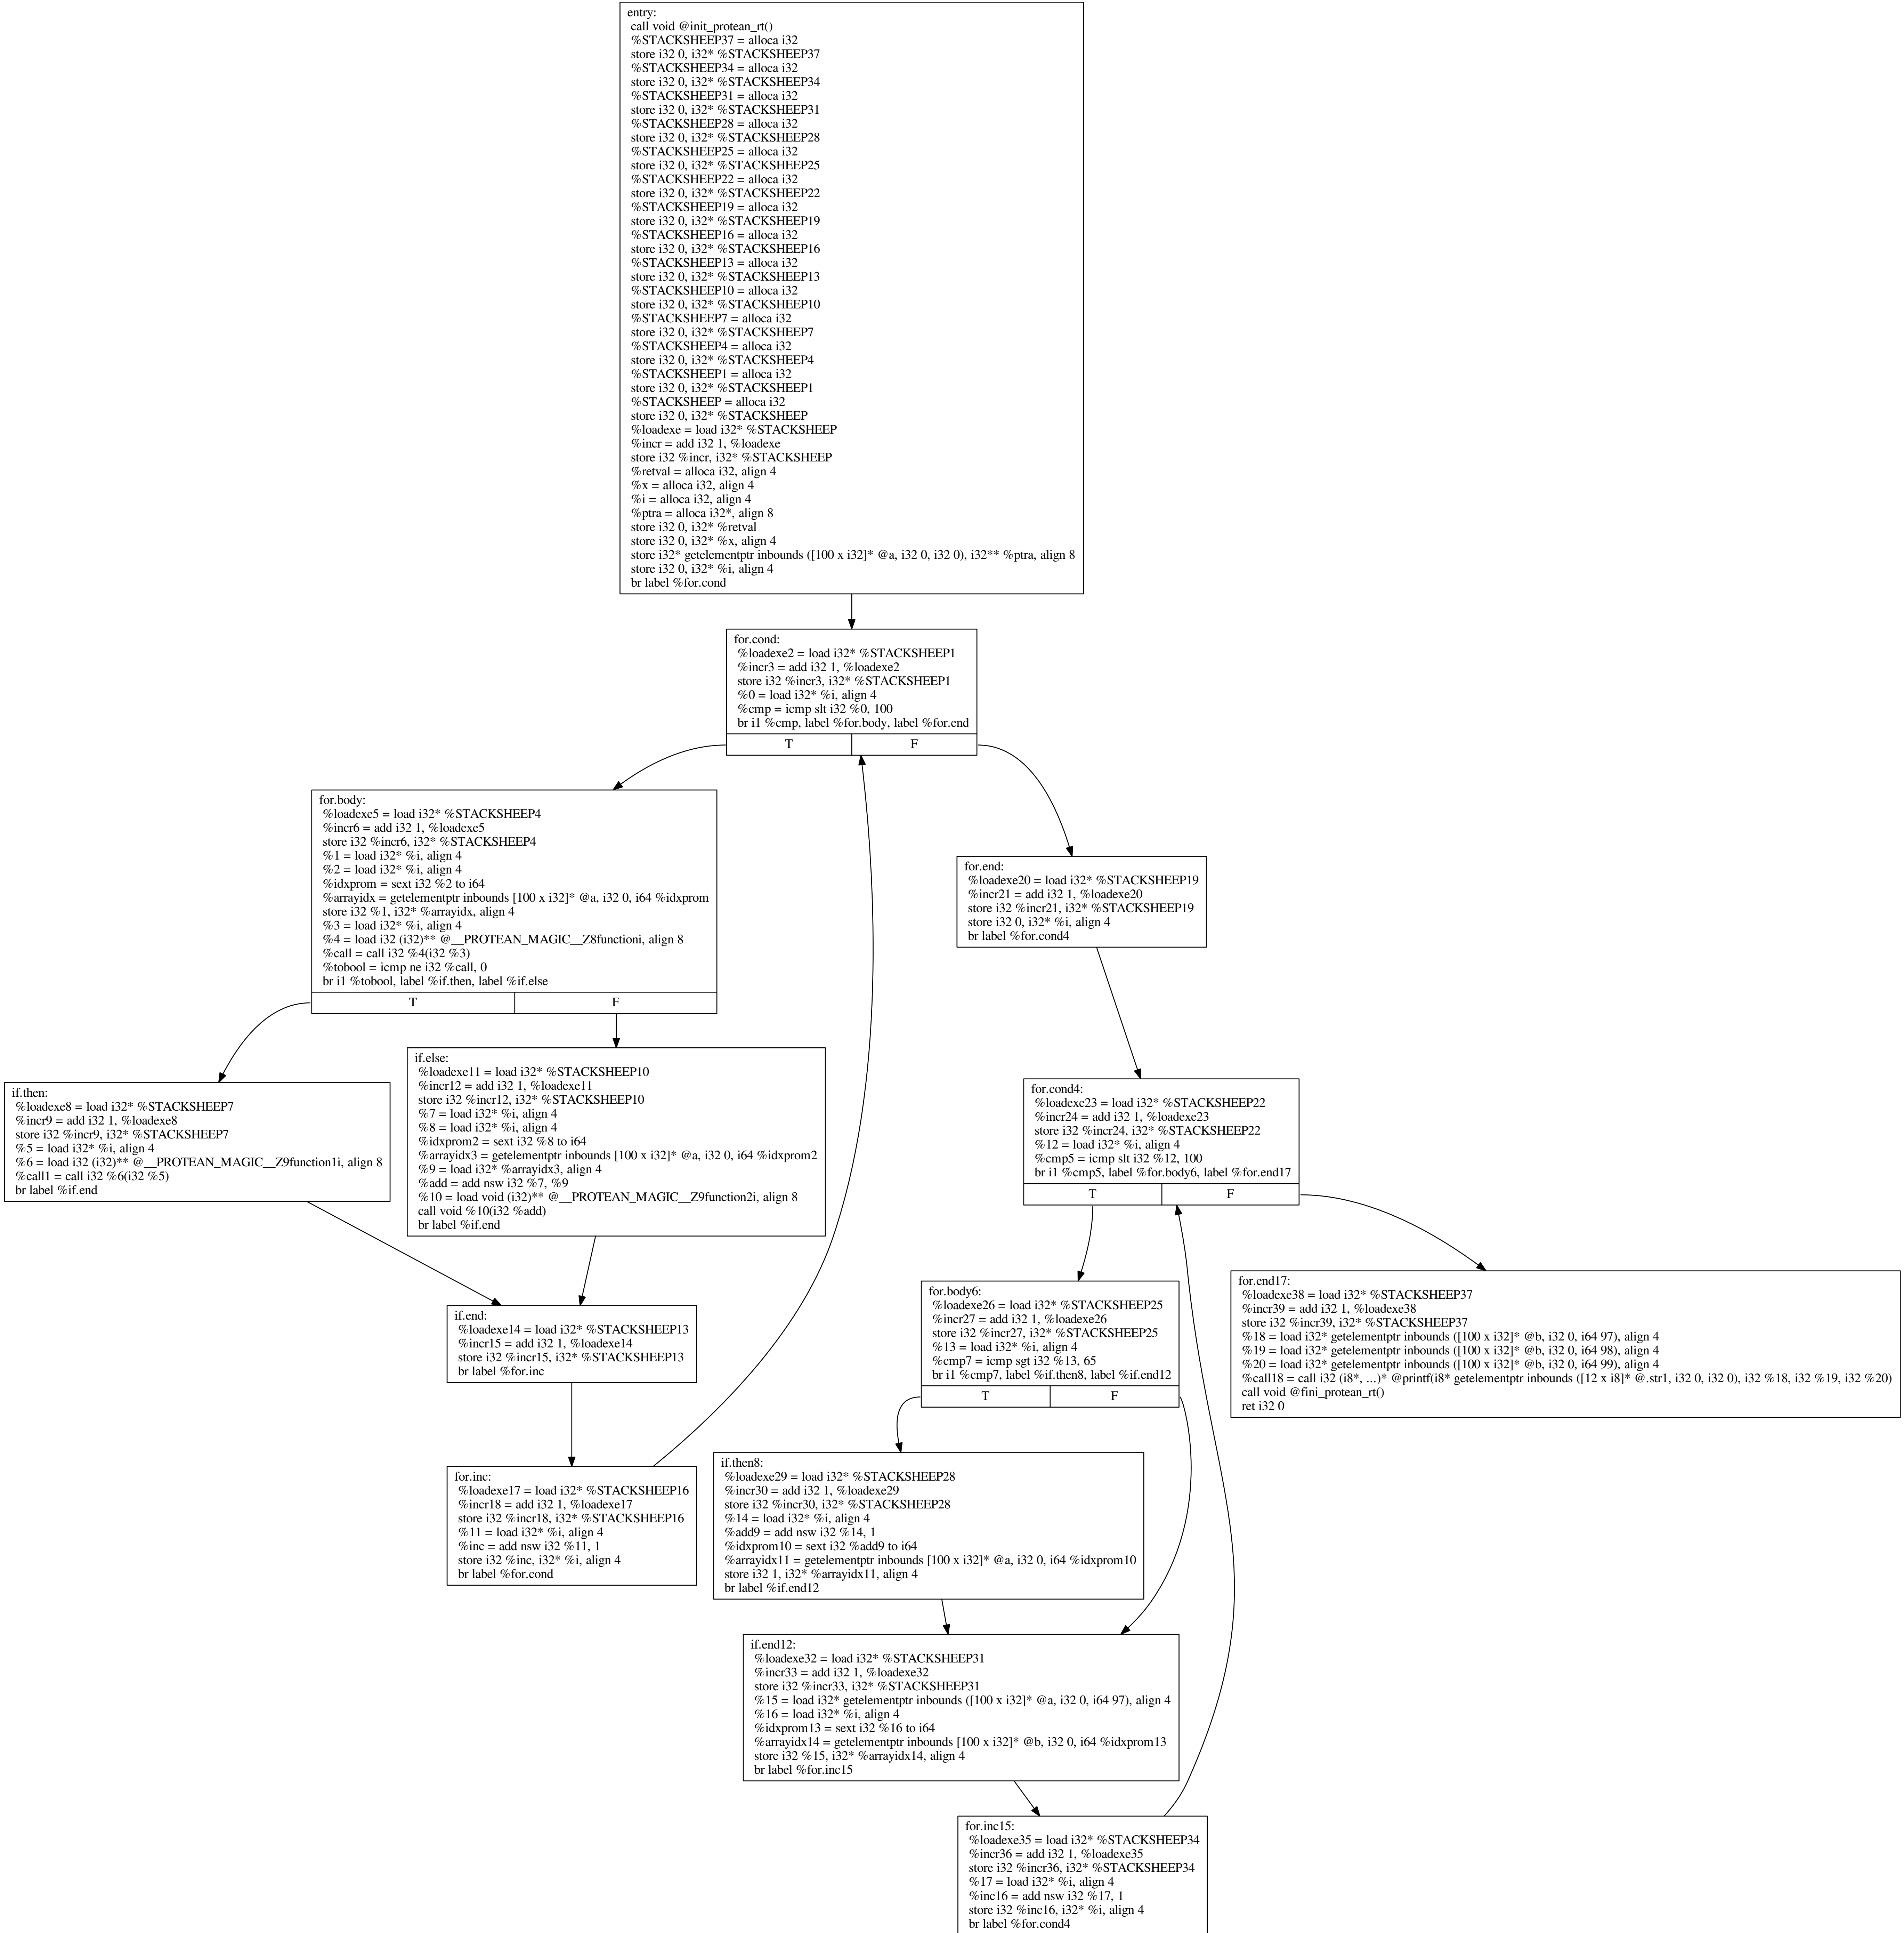 entry:
call void @init_protean_rt()
%STACKSHEEP37 = alloca i32
store i32 0, i32* %STACKSHEEP37
%STACKSHEEP34 = alloca i32
store i32 0, i32* %STACKSHEEP34
%STACKSHEEP31 = alloca i32
store i32 0, i32* %STACKSHEEP31
%STACKSHEEP28 = alloca i32
store i32 0, i32* %STACKSHEEP28
%STACKSHEEP25 = alloca i32
store i32 0, i32* %STACKSHEEP25
%STACKSHEEP22 = alloca i32
store i32 0, i32* %STACKSHEEP22
%STACKSHEEP19 = alloca i32
store i32 0, i32* %STACKSHEEP19
%STACKSHEEP16 = alloca i32
store i32 0, i32* %STACKSHEEP16
%STACKSHEEP13 = alloca i32
store i32 0, i32* %STACKSHEEP13
%STACKSHEEP10 = alloca i32
store i32 0, i32* %STACKSHEEP10
%STACKSHEEP7 = alloca i32
store i32 0, i32* %STACKSHEEP7
%STACKSHEEP4 = alloca i32
store i32 0, i32* %STACKSHEEP4
%STACKSHEEP1 = alloca i32
store i32 0, i32* %STACKSHEEP1
%STACKSHEEP = alloca i32
store i32 0, i32* %STACKSHEEP
%loadexe = load i32* %STACKSHEEP
%incr = add i32 1, %loadexe
store i32 %incr, i32* %STACKSHEEP
%retval = alloca i32, align 4
%x = alloca i32, align 4
%i = alloca i32, align 4
%ptra = alloca i32*, align 8
store i32 0, i32* %retval
store i32 0, i32* %x, align 4
store i32* getelementptr inbounds ([100 x i32]* @a, i32 0, i32 0), i32** %ptra, align 8
store i32 0, i32* %i, align 4
br label %for.cond
for.cond:
%loadexe2 = load i32* %STACKSHEEP1
%incr3 = add i32 1, %loadexe2
store i32 %incr3, i32* %STACKSHEEP1
%0 = load i32* %i, align 4
%cmp = icmp slt i32 %0, 100
br i1 %cmp, label %for.body, label %for.end
T F
for.body:
%loadexe5 = load i32* %STACKSHEEP4
%incr6 = add i32 1, %loadexe5
store i32 %incr6, i32* %STACKSHEEP4
%1 = load i32* %i, align 4
%2 = load i32* %i, align 4
%idxprom = sext i32 %2 to i64
%arrayidx = getelementptr inbounds [100 x i32]* @a, i32 0, i64 %idxprom
store i32 %1, i32* %arrayidx, align 4
%3 = load i32* %i, align 4
%4 = load i32 (i32)** @__PROTEAN_MAGIC__Z8functioni, align 8
%call = call i32 %4(i32 %3)
%tobool = icmp ne i32 %call, 0
br i1 %tobool, label %if.then, label %if.else
T F
for.end:
%loadexe20 = load i32* %STACKSHEEP19
%incr21 = add i32 1, %loadexe20
store i32 %incr21, i32* %STACKSHEEP19
store i32 0, i32* %i, align 4
br label %for.cond4
if.then:
%loadexe8 = load i32* %STACKSHEEP7
%incr9 = add i32 1, %loadexe8
store i32 %incr9, i32* %STACKSHEEP7
%5 = load i32* %i, align 4
%6 = load i32 (i32)** @__PROTEAN_MAGIC__Z9function1i, align 8
%call1 = call i32 %6(i32 %5)
br label %if.end
if.else:
%loadexe11 = load i32* %STACKSHEEP10
%incr12 = add i32 1, %loadexe11
store i32 %incr12, i32* %STACKSHEEP10
%7 = load i32* %i, align 4
%8 = load i32* %i, align 4
%idxprom2 = sext i32 %8 to i64
%arrayidx3 = getelementptr inbounds [100 x i32]* @a, i32 0, i64 %idxprom2
%9 = load i32* %arrayidx3, align 4
%add = add nsw i32 %7, %9
%10 = load void (i32)** @__PROTEAN_MAGIC__Z9function2i, align 8
call void %10(i32 %add)
br label %if.end
for.cond4:
%loadexe23 = load i32* %STACKSHEEP22
%incr24 = add i32 1, %loadexe23
store i32 %incr24, i32* %STACKSHEEP22
%12 = load i32* %i, align 4
%cmp5 = icmp slt i32 %12, 100
br i1 %cmp5, label %for.body6, label %for.end17
T F
if.end:
%loadexe14 = load i32* %STACKSHEEP13
%incr15 = add i32 1, %loadexe14
store i32 %incr15, i32* %STACKSHEEP13
br label %for.inc
for.body6:
%loadexe26 = load i32* %STACKSHEEP25
%incr27 = add i32 1, %loadexe26
store i32 %incr27, i32* %STACKSHEEP25
%13 = load i32* %i, align 4
%cmp7 = icmp sgt i32 %13, 65
br i1 %cmp7, label %if.then8, label %if.end12
T F
for.end17:
%loadexe38 = load i32* %STACKSHEEP37
%incr39 = add i32 1, %loadexe38
store i32 %incr39, i32* %STACKSHEEP37
%18 = load i32* getelementptr inbounds ([100 x i32]* @b, i32 0, i64 97), align 4
%19 = load i32* getelementptr inbounds ([100 x i32]* @b, i32 0, i64 98), align 4
%20 = load i32* getelementptr inbounds ([100 x i32]* @b, i32 0, i64 99), align 4
%call18 = call i32 (i8*, ...)* @printf(i8* getelementptr inbounds ([12 x i8]* @.str1, i32 0, i32 0), i32 %18, i32 %19, i32 %20)
call void @fini_protean_rt()
ret i32 0
for.inc:
%loadexe17 = load i32* %STACKSHEEP16
%incr18 = add i32 1, %loadexe17
store i32 %incr18, i32* %STACKSHEEP16
%11 = load i32* %i, align 4
%inc = add nsw i32 %11, 1
store i32 %inc, i32* %i, align 4
br label %for.cond
if.then8:
%loadexe29 = load i32* %STACKSHEEP28
%incr30 = add i32 1, %loadexe29
store i32 %incr30, i32* %STACKSHEEP28
%14 = load i32* %i, align 4
%add9 = add nsw i32 %14, 1
%idxprom10 = sext i32 %add9 to i64
%arrayidx11 = getelementptr inbounds [100 x i32]* @a, i32 0, i64 %idxprom10
store i32 1, i32* %arrayidx11, align 4
br label %if.end12
if.end12:
%loadexe32 = load i32* %STACKSHEEP31
%incr33 = add i32 1, %loadexe32
store i32 %incr33, i32* %STACKSHEEP31
%15 = load i32* getelementptr inbounds ([100 x i32]* @a, i32 0, i64 97), align 4
%16 = load i32* %i, align 4
%idxprom13 = sext i32 %16 to i64
%arrayidx14 = getelementptr inbounds [100 x i32]* @b, i32 0, i64 %idxprom13
store i32 %15, i32* %arrayidx14, align 4
br label %for.inc15
for.inc15:
%loadexe35 = load i32* %STACKSHEEP34
%incr36 = add i32 1, %loadexe35
store i32 %incr36, i32* %STACKSHEEP34
%17 = load i32* %i, align 4
%inc16 = add nsw i32 %17, 1
store i32 %inc16, i32* %i, align 4
br label %for.cond4